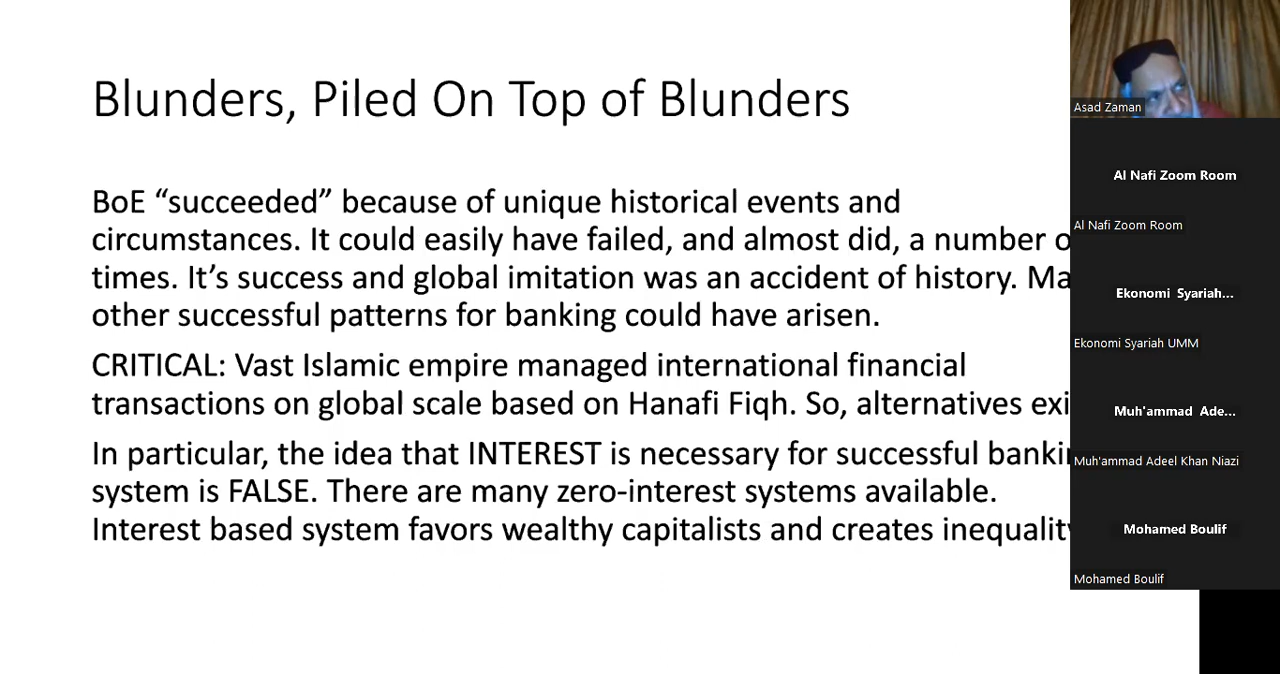 Blunders, Piled On Top of Blunders
BoE “succeeded” because of unique historical events and
circumstances. It could easily have failed, and almost did, a number o
times. It’s success and global imitation was an accident of history. Ma
other successful patterns for banking could have arisen.
CRITICAL: Vast Islamic empire managed international financial
transactions on global scale based on Hanafi Fiqh. So, alternatives exi
In particular, the idea that INTEREST is necessary for successful banki
system is FALSE. There are many zero-interest systems available.
Interest based system favors wealthy capitalists and creates inequality
Asad Zaman
Al Nafi Zoom Room
Al Nafi Zoom Room
Ekonomi Syariah...
Ekonomi Syariah UMM
Muh'ammad Ade...
Muh'ammad Adeel Khan Niazi
Mohamed Boulif
Mohamed Boulif